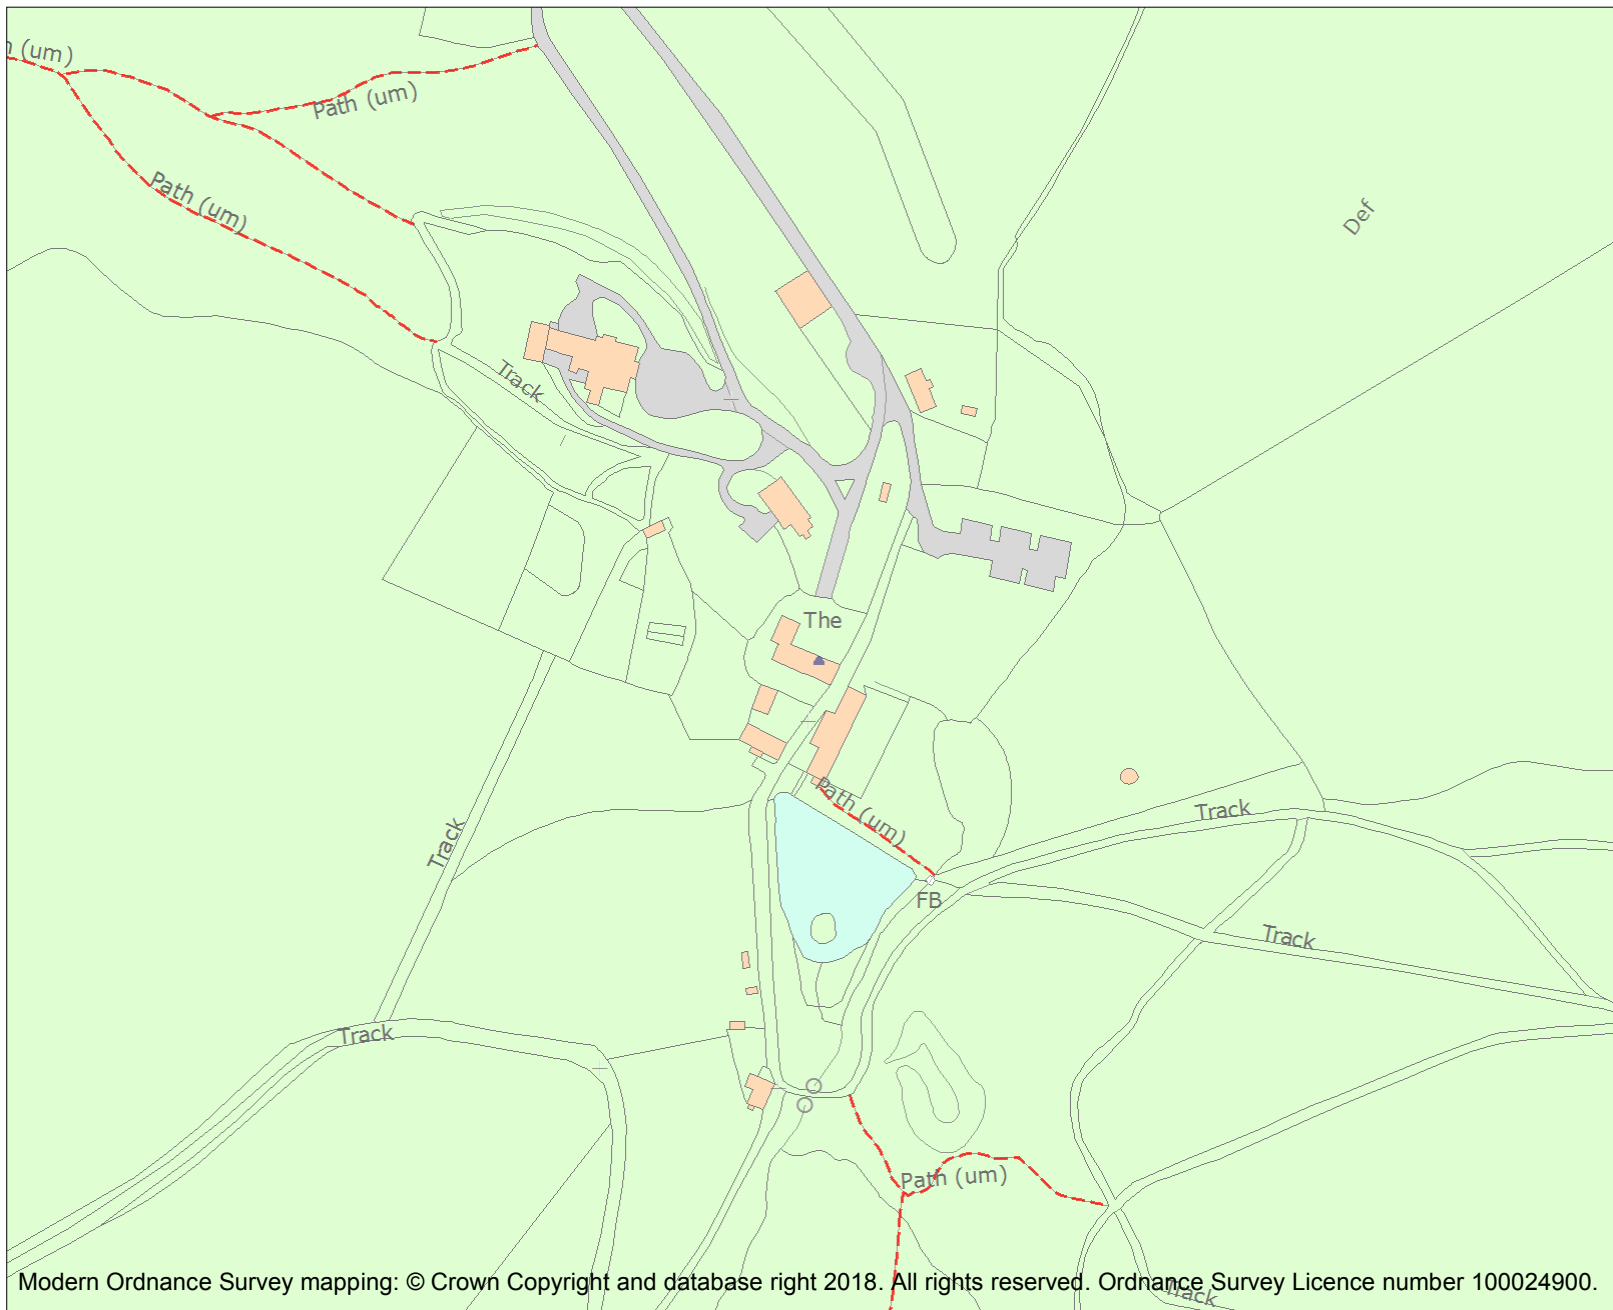 (um)
Path (um)
Path (um)
Def
Track
The
Path (um)
Track
Track
FB
Track
Track
Path (um)
Track
Modern Ordnance Survey mapping: © Crown Copyright and database right 2018. All rights reserved. Ordnance Survey Licence number 100024900.